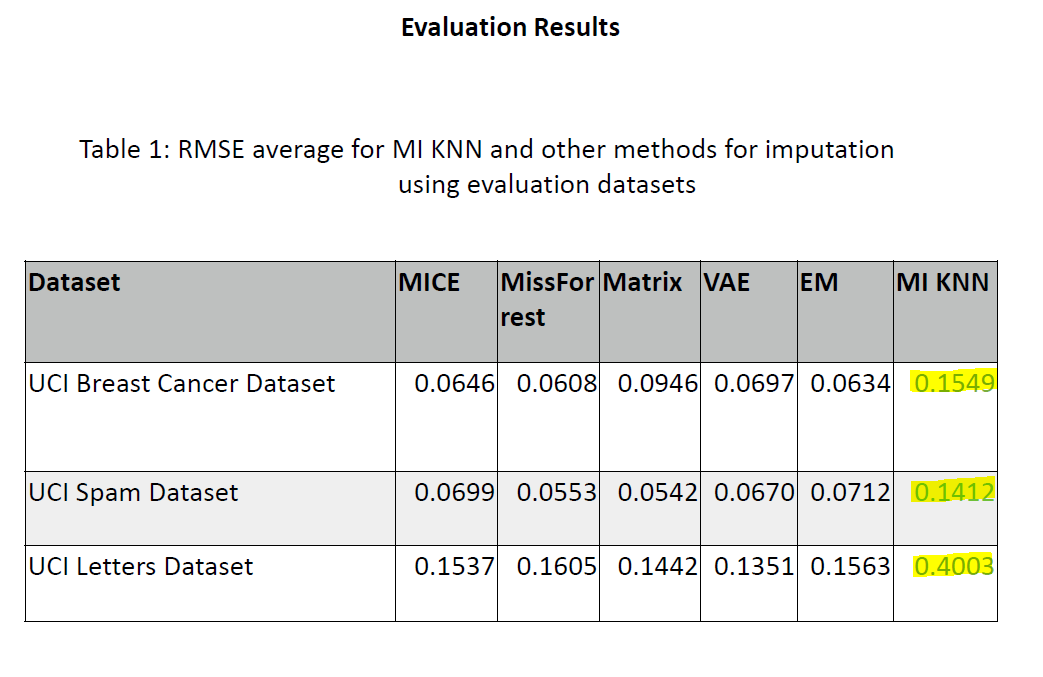 Evaluation Results
Table 1: RMSE average for MI KNN and other methods for imputation
using evaluation datasets
Dataset MICE MissFor Matrix VAE EM MI KNN
rest
UCI Breast Cancer Dataset 0.0646 0.0608 0.0946 0.0697 0.0634 0.1549
UCI Spam Dataset 0.0699 0.0553 0.0542 0.0670 0.0712 0.1412
UCI Letters Dataset 0.1537 0.1605 0.1442 0.1351 0.1563 0.4003